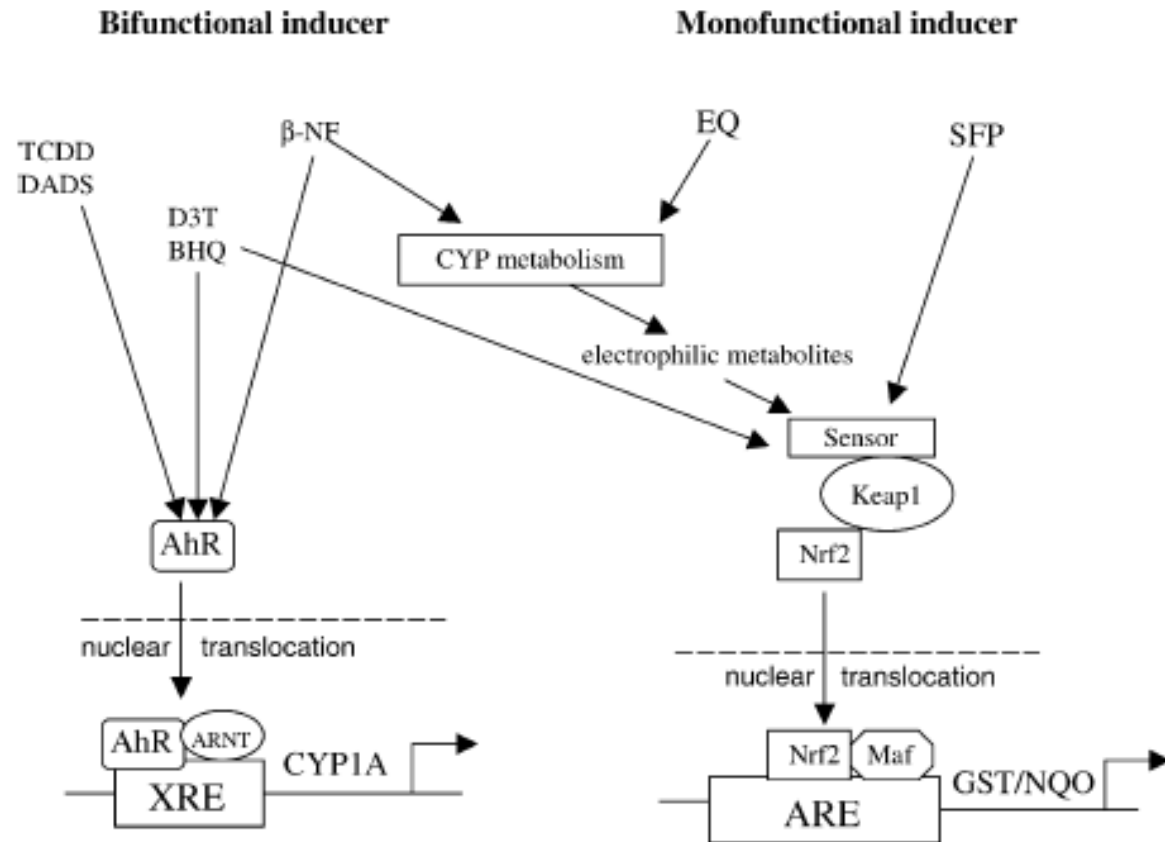 Bifunctional inducer
Monofunctional inducer
β-NF
EQ
SFP
TCDD
DADS
D3T
BHQ
CYP metabolism
electrophilic metabolites
Sensor
Keap1
AhR
Nrf2
nuclear translocation
nuclear translocation
AhR
ARNT
CYP1A
XRE
Nrf2
Maf
GST/NQO
ARE